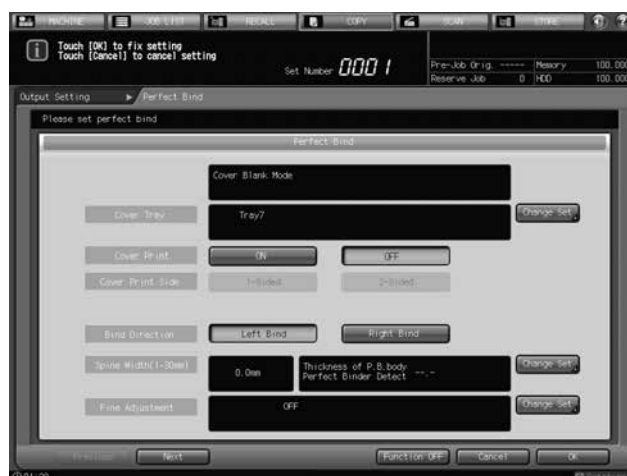 MACHINE JOB LIST RECALL COPY SCAN STORE
Touch [OK] to fix setting
Touch [Cancel] to cancel setting
Set Number 0001
Pre-Job Orig. ----- Memory 100.000
Reserve Job 0 HDD 100.000
Output Setting Perfect Bind
Please set perfect bind
Perfect Bind
Cover Blank Mode
Cover Tray Tray7 Change Set
Cover Print ON OFF
Cover Print Side 1-Sided 2-Sided
Bind Direction Left Bind Right Bind
Spine Width(1-30mm) 0.0mm Thickness of P.B.body Change Set
Perfect Binder Detect --.-
Fine Adjustment OFF Change Set
Previous Next Function OFF Cancel OK